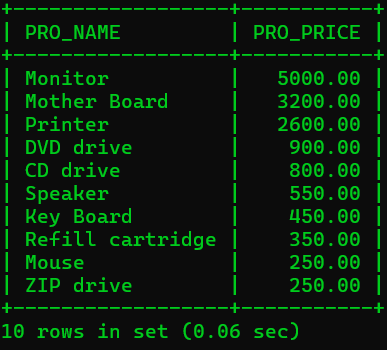 +------------------+-----------+
| PRO_NAME         | PRO_PRICE |
+------------------+-----------+
| Monitor          |   5000.00 |
| Mother Board     |   3200.00 |
| Printer          |   2600.00 |
| DVD drive        |    900.00 |
| CD drive         |    800.00 |
| Speaker          |    550.00 |
| Key Board        |    450.00 |
| Refill cartridge |    350.00 |
| Mouse            |    250.00 |
| ZIP drive        |    250.00 |
+------------------+-----------+
10 rows in set (0.06 sec)